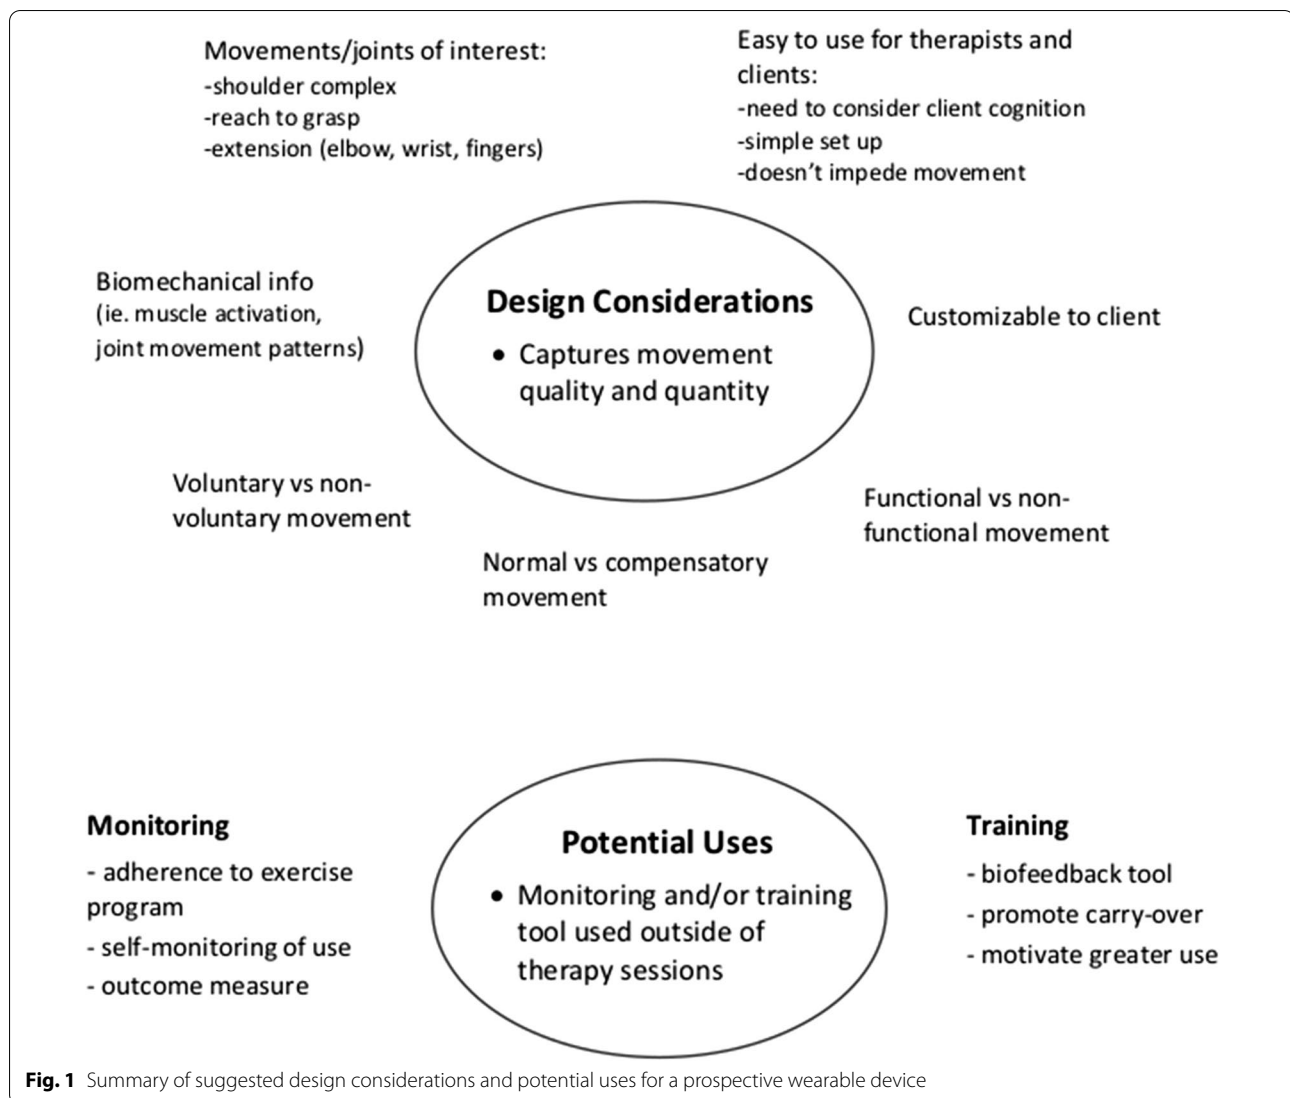 Movements/joints of interest:
-shoulder complex
-reach to grasp
-extension (elbow, wrist, fingers)
Easy to use for therapists and
clients:
-need to consider client cognition
-simple set up
-doesn't impede movement
Biomechanical info
(ie. muscle activation,
joint movement patterns)
Design Considerations
• Captures movement
quality and quantity
Customizable to client
Voluntary vs non-
voluntary movement
Normal vs compensatory
movement
Functional vs non-
functional movement
Monitoring
- adherence to exercise
program
- self-monitoring of use
- outcome measure
Potential Uses
• Monitoring and/or training
tool used outside of
therapy sessions
Training
- biofeedback tool
- promote carry-over
- motivate greater use
Fig. 1 Summary of suggested design considerations and potential uses for a prospective wearable device